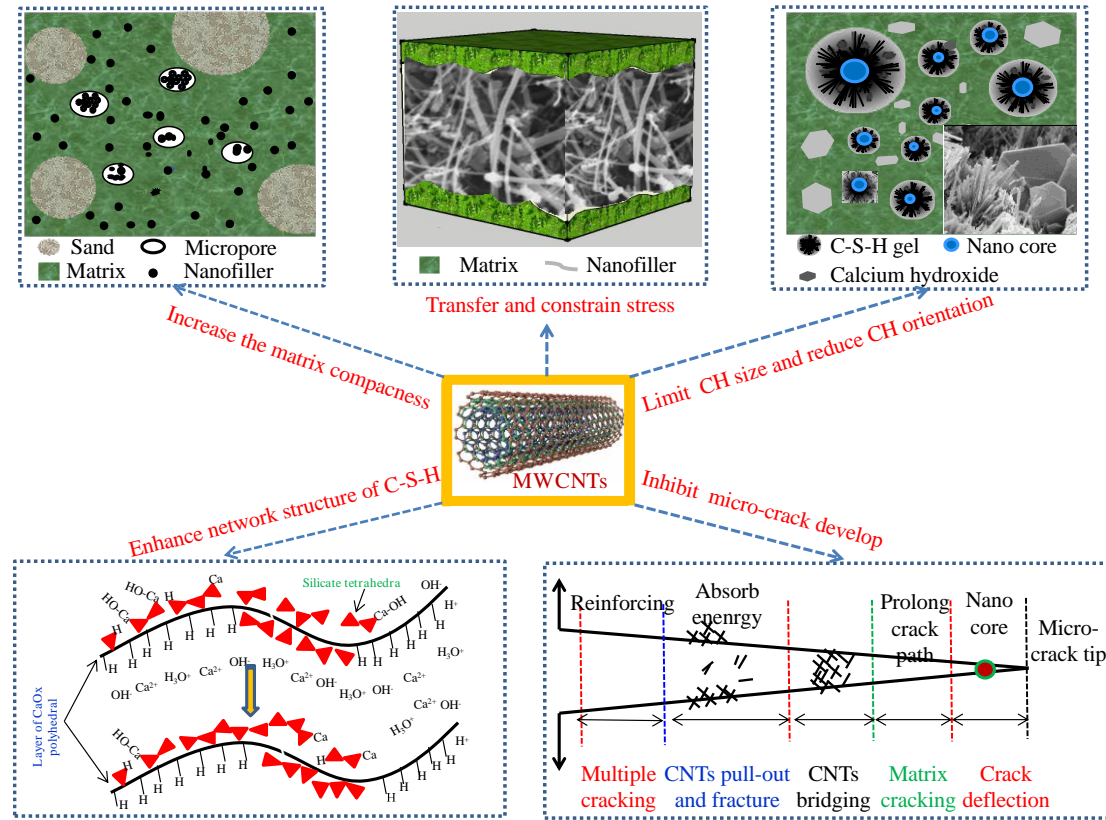 Sand Micropore
Matrix Nanofiller
Matrix Nanofiller
C-S-H gel Nano core
Calcium hydroxide
Increase the matrix compacness
Transfer and constrain stress
Limit CH size and reduce CH orientation
MWCNTs
Enhance network structure of C-S-H
Inhibit micro-crack develop
Layer of CaOx
polyhedral
Silicate tetrahedra
HO-Ca HO-Ca Ca Ca-OH OH-
H H H H H H H H H H H H H+
OH- Ca2+ Ca2+ OH- H3O+ Ca2+ OH- H3O+ Ca2+ Ca2+ H3O+
H3O+ Ca2+ OH-
HO-Ca Ca H Ca H+
H H H H H H H H H H H
Reinforcing
Absorb
enenrgy
Prolong
crack
path
Nano
core
Micro-
crack tip
Multiple
cracking
CNTs pull-out
and fracture
CNTs
bridging
Matrix
cracking
Crack
deflection